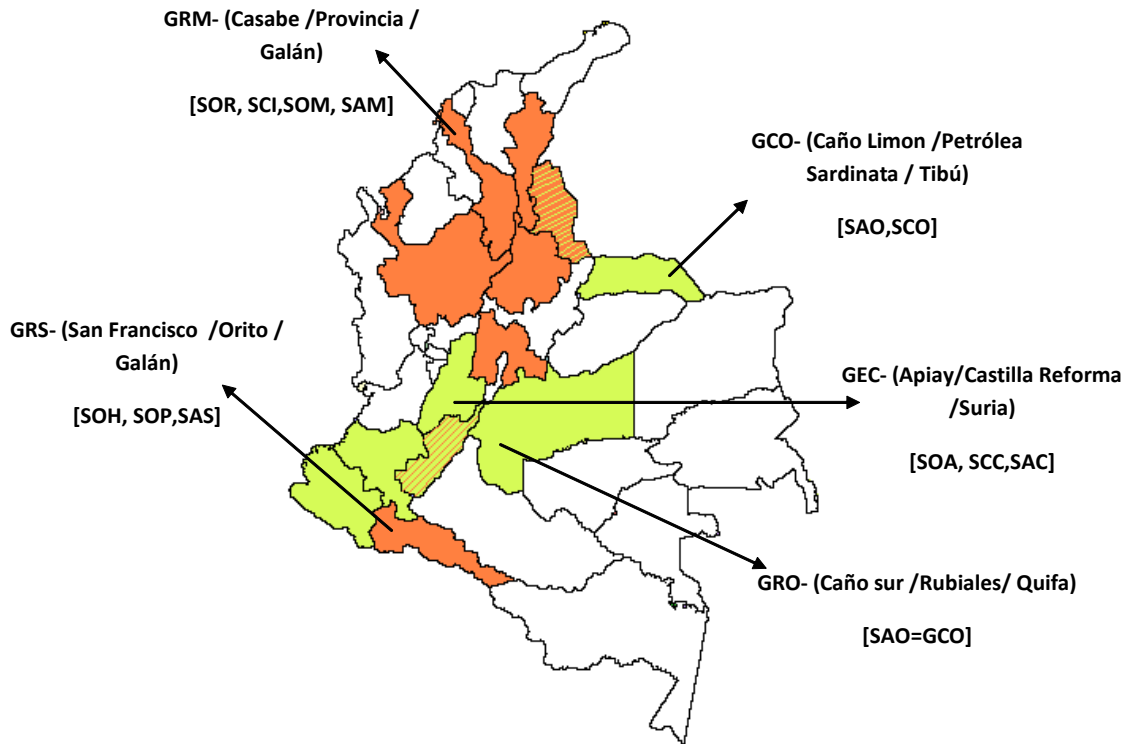 GRM- (Casabe /Provincia /
Galán)
[SOR, SCI,SOM, SAM]
GCO- (Caño Limon /Petrólea
Sardinata / Tibú)
[SAO,SCO]
GRS- (San Francisco /Orito /
Galán)
[SOH, SOP,SAS]
GEC- (Apiay/Castilla Reforma
/Suria)
[SOA, SCC,SAC]
GRO- (Caño sur /Rubiales/ Quifa)
[SAO=GCO]